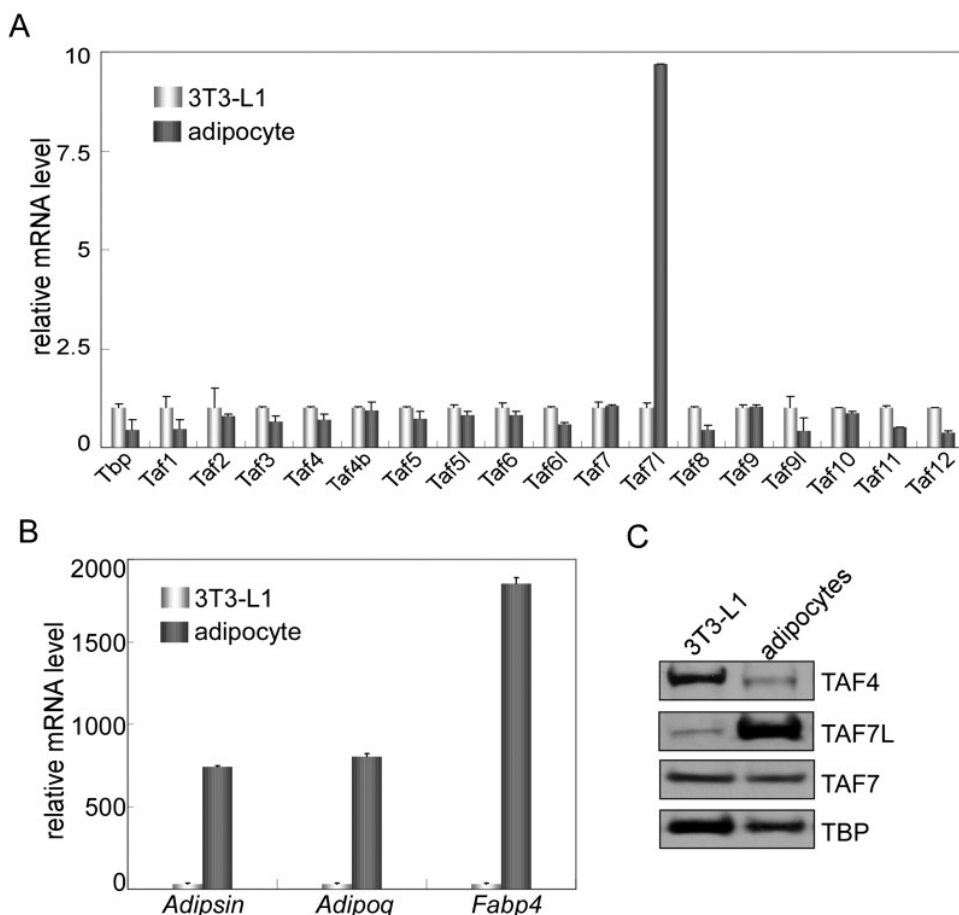 A
10
7.5
5
2.5
0
relative mRNA level
3T3-L1
adipocyte
Tbp Taf1 Taf2 Taf3 Taf4 Taf4b Taf5 Taf5l Taf6 Taf6l Taf7 Taf7l Taf8 Taf9 Taf9l Taf10 Taf11 Taf12
B
2000
1500
1000
500
0
relative mRNA level
3T3-L1
adipocyte
Adipsin Adipoq Fabp4
C
3T3-L1 adipocytes
TAF4
TAF7L
TAF7
TBP